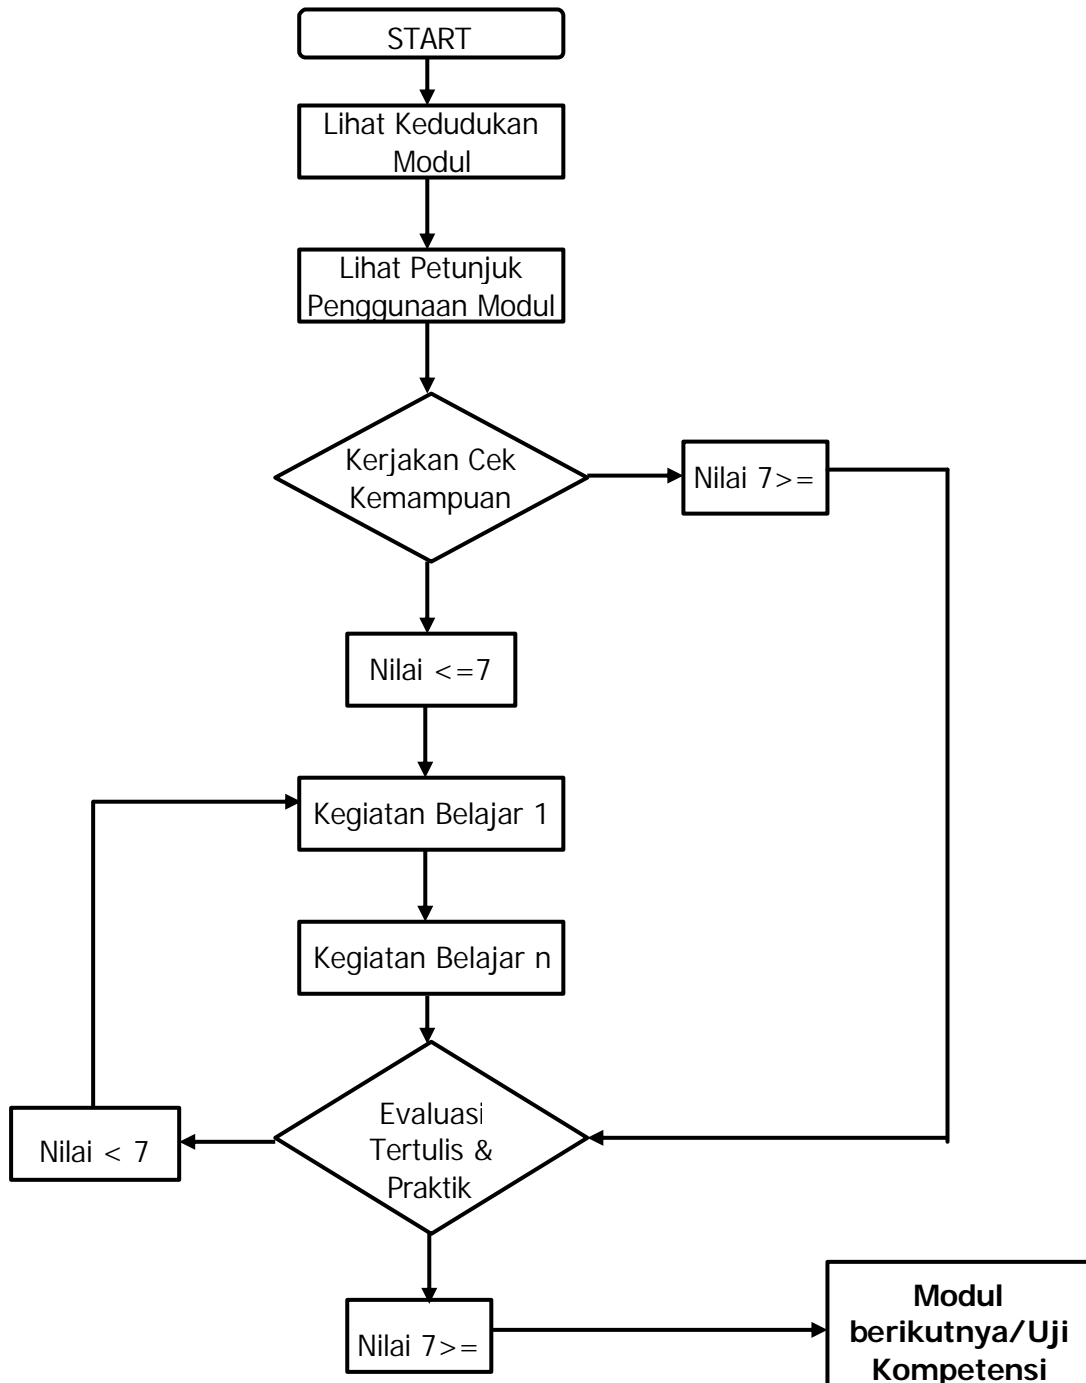 START
Lihat Kedudukan
Modul
Lihat Petunjuk
Penggunaan Modul
Kerjakan Cek
Kemampuan
Nilai 7>=
Nilai <=7
Kegiatan Belajar 1
Kegiatan Belajar n
Evaluasi
Tertulis &
Praktik
Nilai < 7
Nilai 7>=
Modul
berikutnya/Uji
Kompetensi